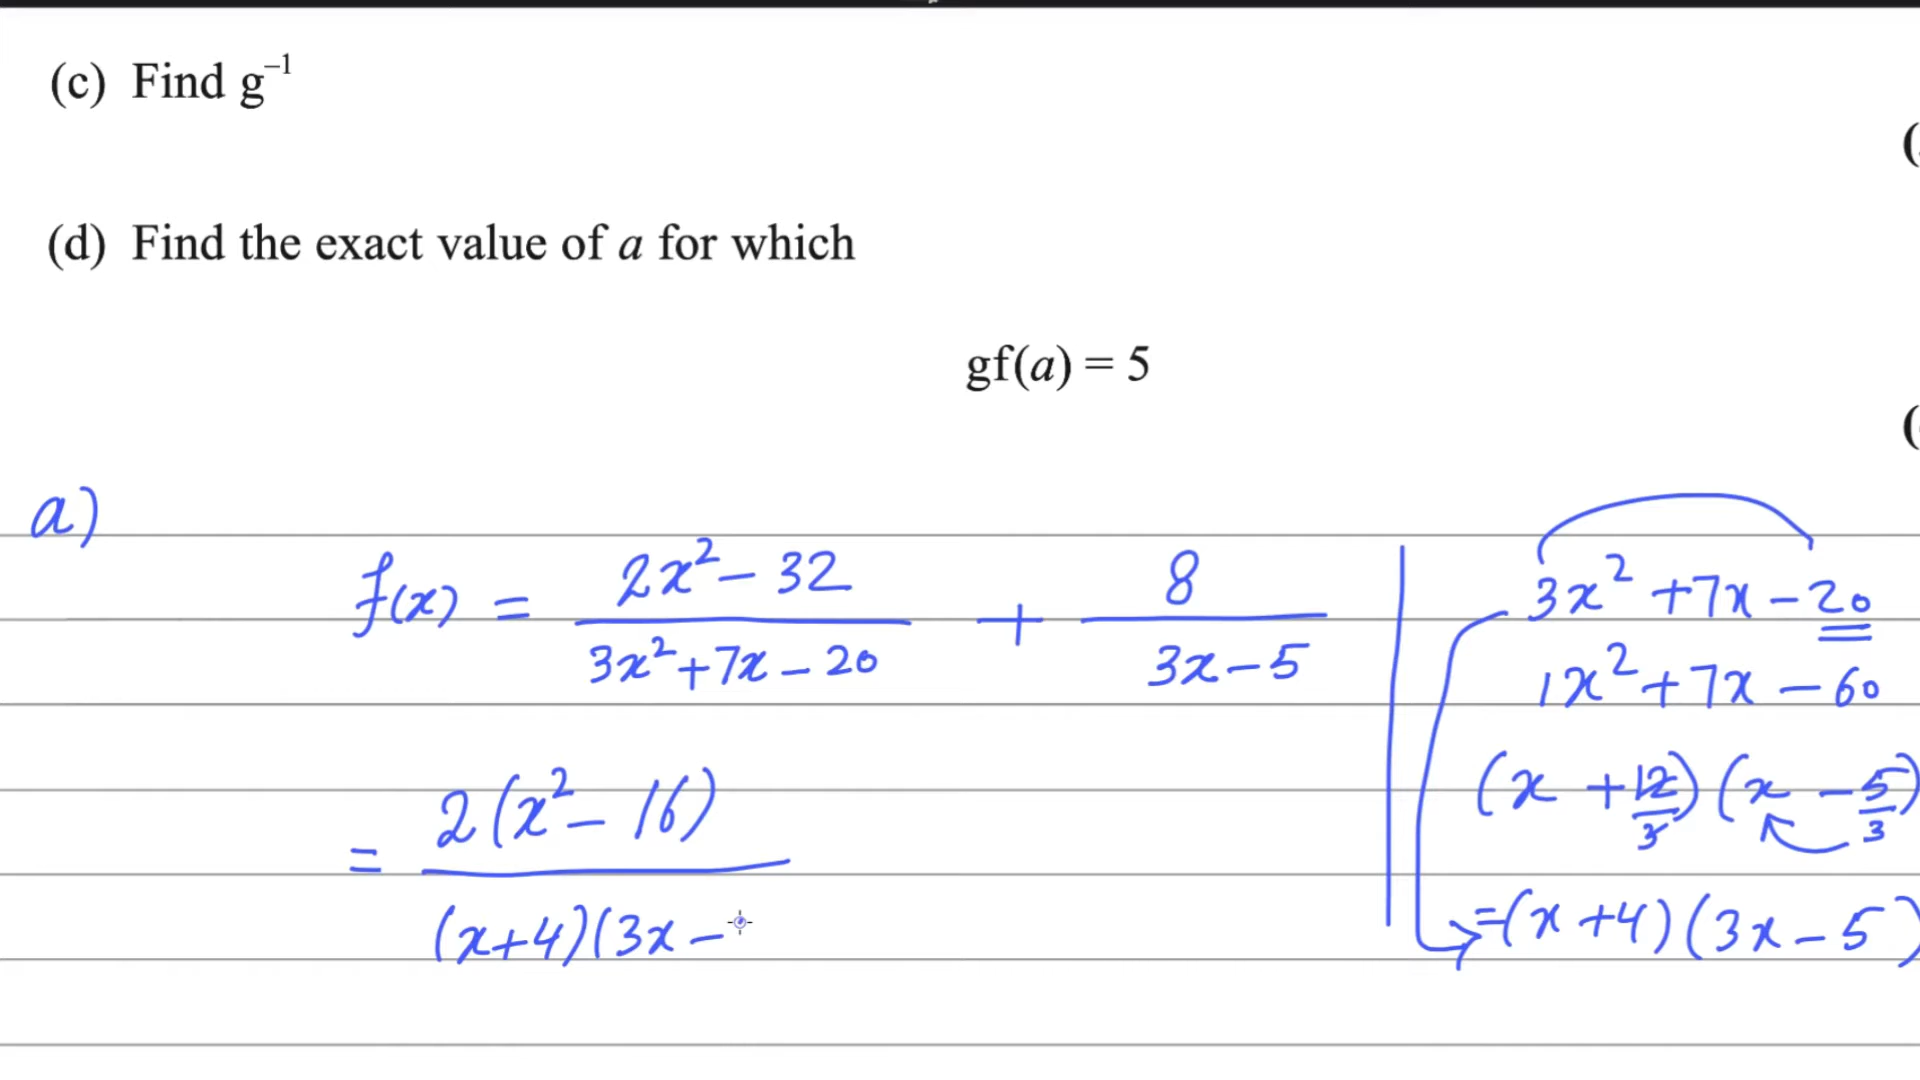 (c) Find g⁻¹
(d) Find the exact value of a for which
gf(a) = 5
a)
f(x) = (2x² - 32)/(3x² + 7x - 20) + 8/(3x - 5)
= 2(x² - 16)/(x+4)(3x -
3x² + 7x - 20
1x² + 7x - 60
(x + 12/3)(x - 5/3)
=(x + 4)(3x - 5)